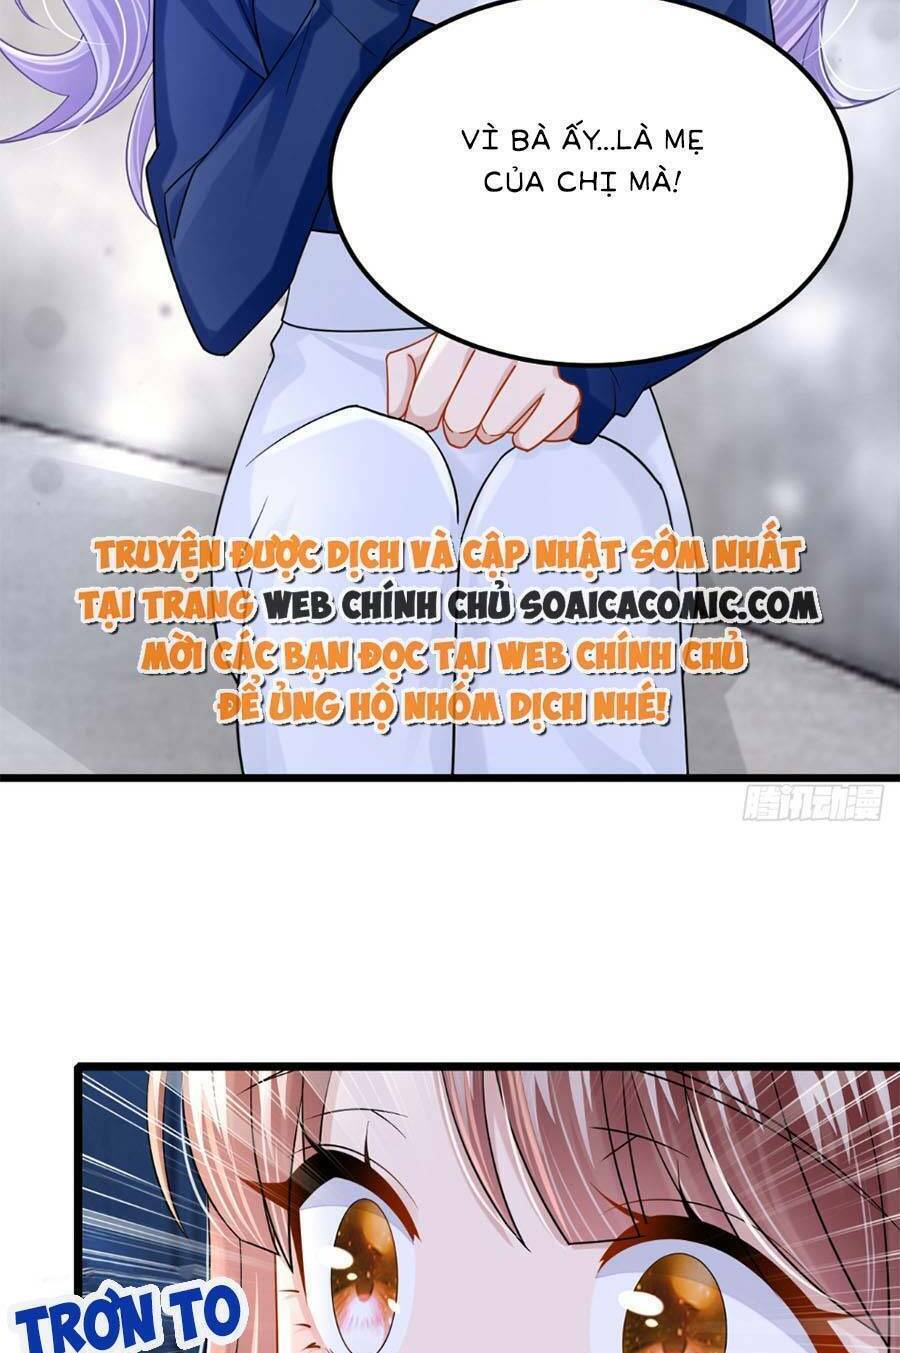 VÌ BÀ ẤY...LÀ MẸ
CỦA CHỊ MÀ!
TRUYỆN ĐƯỢC DỊCH VÀ CẬP NHẬT SỚM NHẤT
TẠI TRANG WEB CHÍNH CHỦ SOAICACOMIC.COM
MỜI CÁC BẠN ĐỌC TẠI WEB CHÍNH CHỦ
ĐỂ ỦNG HỘ NHÓM DỊCH NHÉ!
腾讯动漫
TRỢN TO